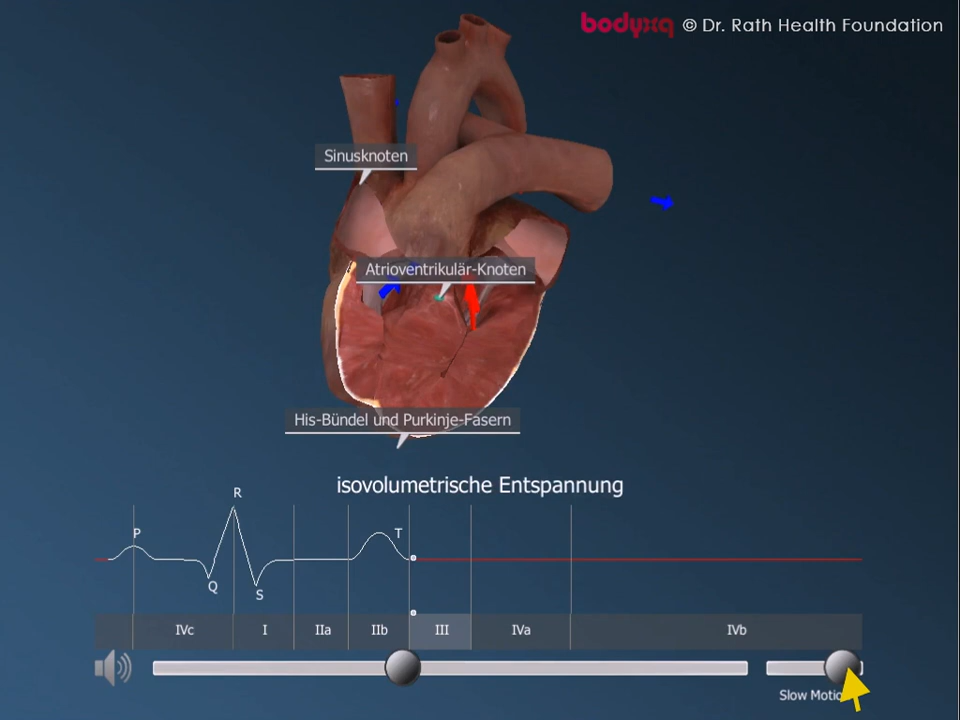 bodyxq © Dr. Rath Health Foundation
Sinusknoten
Atrioventrikulär-Knoten
His-Bündel und Purkinje-Fasern
isovolumetrische Entspannung
R
P
T
Q
S
IVc I IIa IIb III IVa IVb
Slow